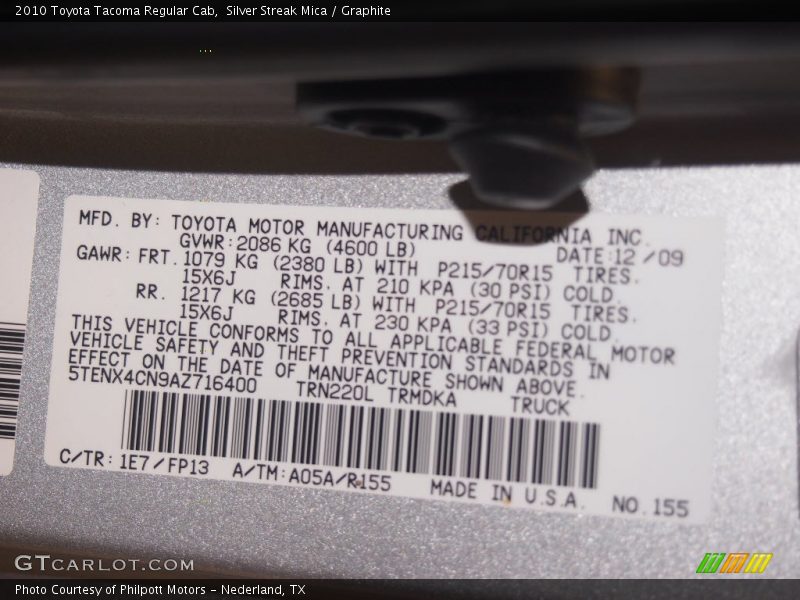 2010 Toyota Tacoma Regular Cab,  Silver Streak Mica / Graphite
MFD. BY: TOYOTA MOTOR MANUFACTURING CALIFORNIA INC.
GVWR: 2086 KG (4600 LB) DATE: 12 / 09
GAWR: FRT. 1079 KG (2380 LB) WITH P215/70R15 TIRES.
15X6J RIMS. AT 210 KPA (30 PSI) COLD.
RR. 1217 KG (2685 LB) WITH P215/70R15 TIRES.
15X6J RIMS. AT 230 KPA (33 PSI) COLD.
THIS VEHICLE CONFORMS TO ALL APPLICABLE FEDERAL MOTOR
VEHICLE SAFETY AND THEFT PREVENTION STANDARDS IN
EFFECT ON THE DATE OF MANUFACTURE SHOWN ABOVE.
5TENX4CN9AZ716400 TRN220L TRMDKA TRUCK
C/TR: 1E7/FP13 A/TM: A05A/R155 MADE IN U.S.A. NO. 155
GTCARLOT.COM
Photo Courtesy of Philpott Motors - Nederland, TX